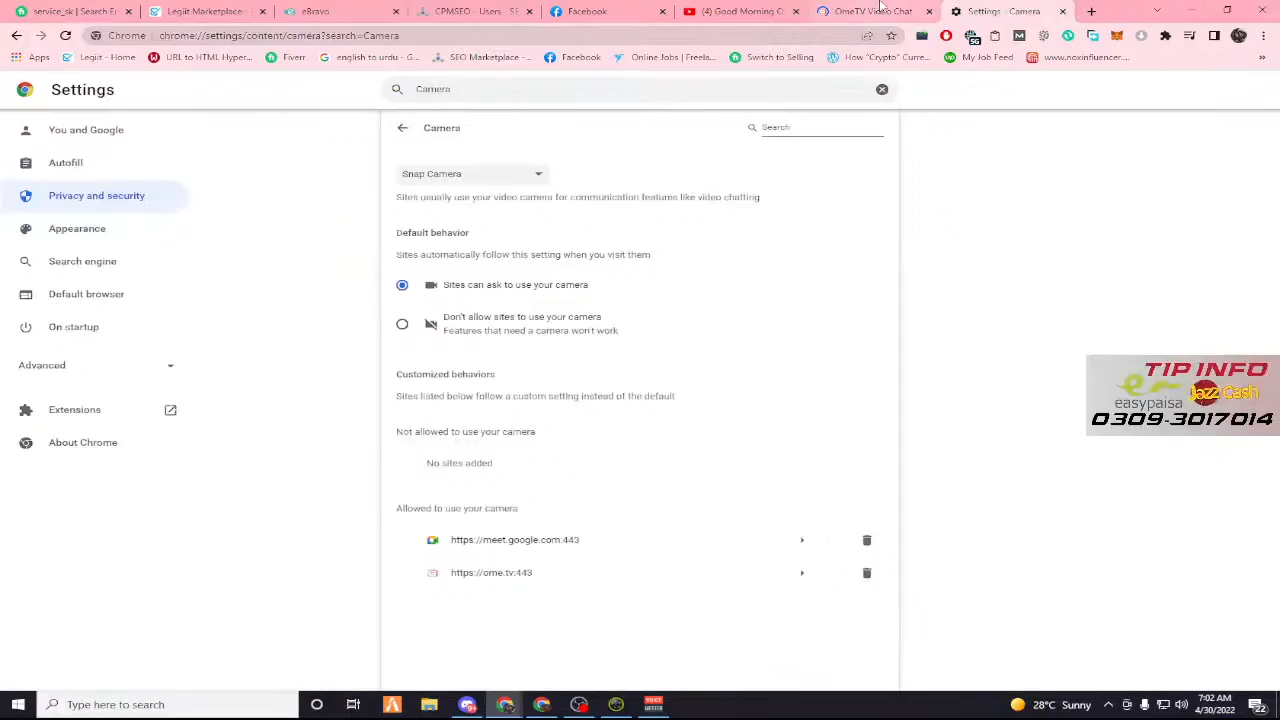 service_ii | Search En
Legiit Marketplace -
eBravo
CPMSEO - Users - SE
Facebook
(4) Good Morning O
OmeTV Video Chat
Settings - Camera
Chrome | chrome://settings/content/camera?search=Camera
Apps
Legiit - Home
URL to HTML Hype
Fiverr
english to urdu - G
SEO Marketplace -...
Facebook
Online Jobs | Freela...
Switch to Selling
How "Crypto" Curre...
My Job Feed
www.noxinfluencer...
Settings
Camera
You and Google
Autofill
Privacy and security
Appearance
Search engine
Default browser
On startup
Advanced
Extensions
About Chrome
Camera
Search
Snap Camera
Sites usually use your video camera for communication features like video chatting
Default behavior
Sites automatically follow this setting when you visit them
Sites can ask to use your camera
Don't allow sites to use your camera
Features that need a camera won't work
Customized behaviors
Sites listed below follow a custom setting instead of the default
Not allowed to use your camera
No sites added
Allowed to use your camera
https://meet.google.com:443
https://ome.tv:443
TIP INFO
easypaisa
Jazz Cash
0309-3017014
Type here to search
28°C Sunny
7:02 AM
4/30/2022